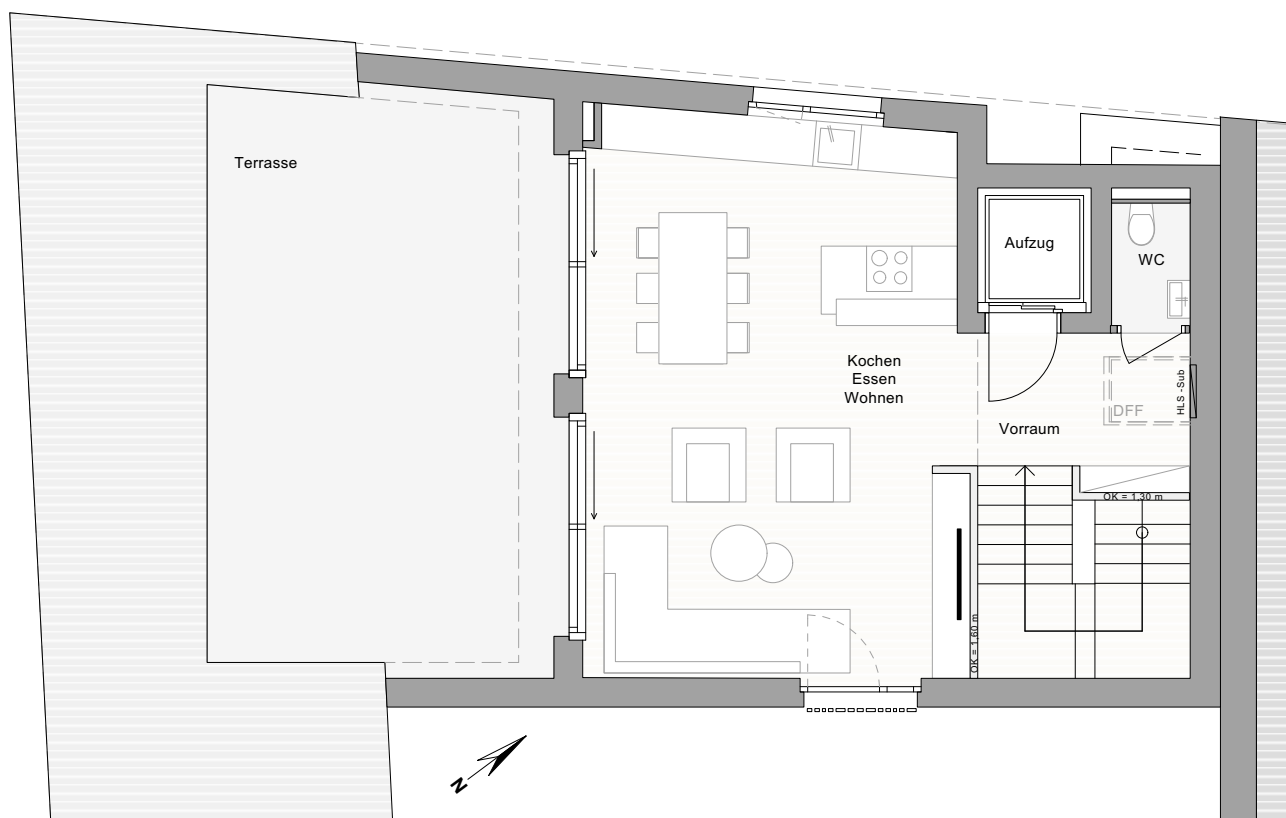 Terrasse
Aufzug
WC
Kochen
Essen
Wohnen
HLS -Sub
DFF
Vorraum
OK = 1,30 m
OK = 1,60 m
N